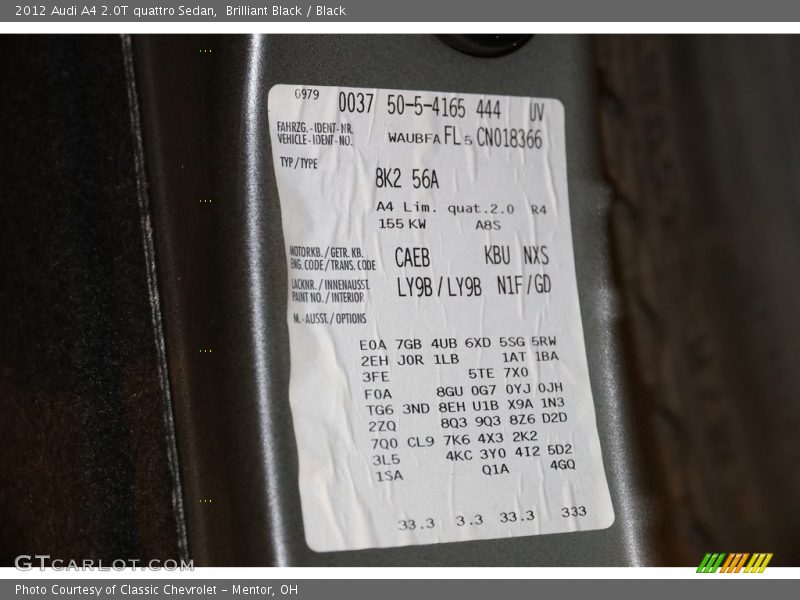 2012 Audi A4 2.0T quattro Sedan,  Brilliant Black / Black
0979 0037 50-5-4165 444 UV
FAHRZG.-IDENT-NR.
VEHICLE-IDENT-NO. WAUBFAFL5CN018366
TYP/TYPE
8K2 56A
A4 Lim. quat.2.0 R4
155 KW A8S
MOTORKB./GETR.KB.
ENG.CODE/TRANS.CODE CAEB KBU NXS
LACKNR./INNENAUSST.
PAINT NO./INTERIOR LY9B/LY9B N1F/GD
M.-AUSST./OPTIONS
E0A 7GB 4UB 6XD 5SG 5RW
2EH J0R 1LB 1AT 1BA
3FE 5TE 7X0
F0A 8GU 0G7 0YJ 0JH
TG6 3ND 8EH U1B X9A 1N3
2ZQ 8Q3 9Q3 8Z6 D2D
7Q0 CL9 7K6 4X3 2K2
3L5 4KC 3Y0 4I2 5D2
1SA Q1A 4GQ
33.3 3.3 33.3 333
GTCARLOT.COM
Photo Courtesy of Classic Chevrolet - Mentor, OH